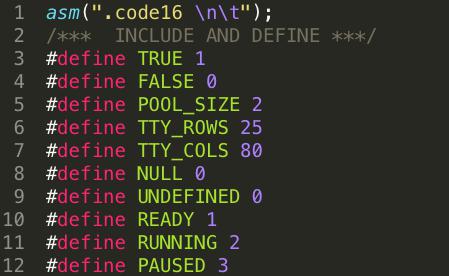 1 asm(".code16 \n\t");
2 /*** INCLUDE AND DEFINE ***/
3 #define TRUE 1
4 #define FALSE 0
5 #define POOL_SIZE 2
6 #define TTY_ROWS 25
7 #define TTY_COLS 80
8 #define NULL 0
9 #define UNDEFINED 0
10 #define READY 1
11 #define RUNNING 2
12 #define PAUSED 3